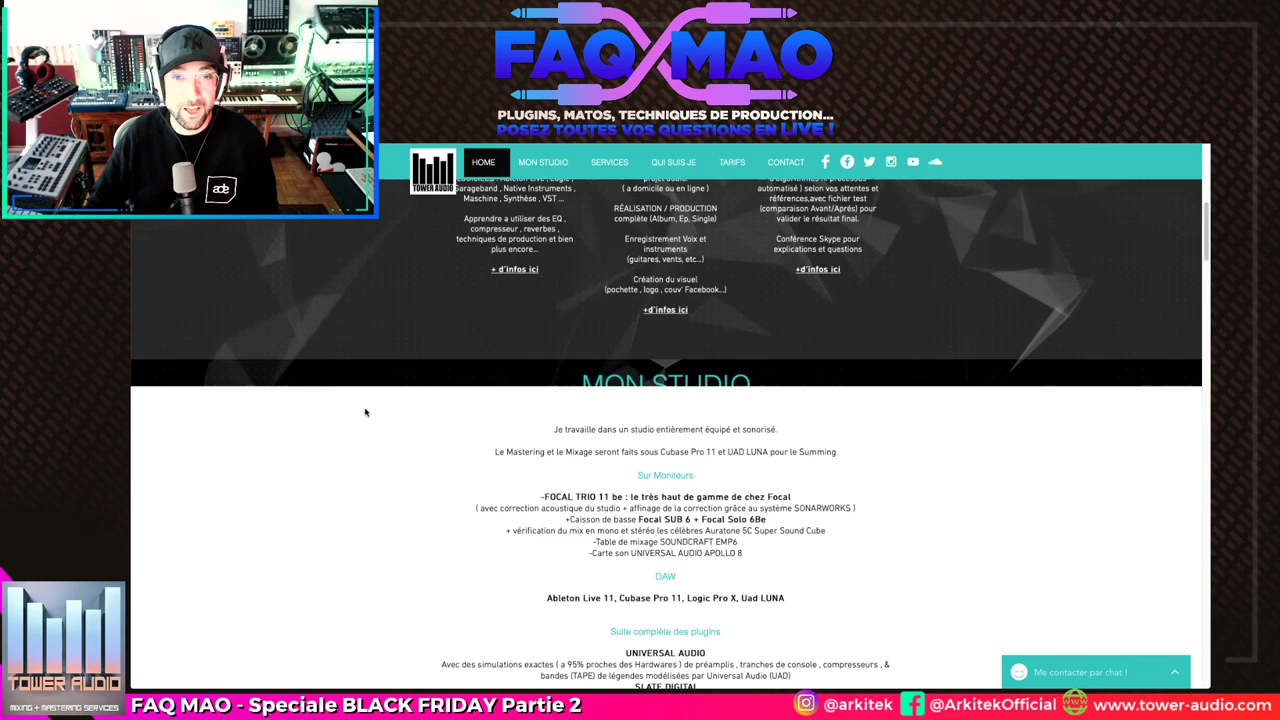 FAQ MAO
PLUGINS, MATOS, TECHNIQUES DE PRODUCTION...
POSEZ TOUTES VOS QUESTIONS EN LIVE !
ade
TOWER AUDIO
HOME
MON STUDIO
SERVICES
QUI SUIS JE
TARIFS
CONTACT
Garageband , Native Instruments ,
Maschine , Synthèse , VST ...
Apprendre a utiliser des EQ ,
compresseur , reverbes ,
techniques de production et bien
plus encore...
+ d'infos ici
( a domicile ou en ligne )
RÉALISATION / PRODUCTION
complète (Album, Ep, Single)
Enregistrement Voix et
instruments
(guitares, vents, etc...)
Création du visuel
(pochette , logo , couv' Facebook...)
+d'infos ici
automatisé ) selon vos attentes et
références,avec fichier test
(comparaison Avant/Aprés) pour
valider le résultat final.
Conférence Skype pour
explications et questions
+d'infos ici
MON STUDIO
Je travaille dans un studio entièrement équipé et sonorisé.
Le Mastering et le Mixage seront faits sous Cubase Pro 11 et UAD LUNA pour le Summing
Sur Moniteurs
-FOCAL TRIO 11 be : le très haut de gamme de chez Focal
( avec correction acoustique du studio + affinage de la correction grâce au système SONARWORKS )
+Caisson de basse Focal SUB 6 + Focal Solo 6Be
+ vérification du mix en mono et stéréo les célèbres Auratone 5C Super Sound Cube
-Table de mixage SOUNDCRAFT EMP6
-Carte son UNIVERSAL AUDIO APOLLO 8
DAW
Ableton Live 11, Cubase Pro 11, Logic Pro X, Uad LUNA
Suite complète des plugins
UNIVERSAL AUDIO
Avec des simulations exactes ( a 95% proches des Hardwares ) de préamplis , tranches de console , compresseurs , &
bandes (TAPE) de légendes modélisées par Universal Audio (UAD)
SLATE DIGITAL
Me contacter par chat !
TOWER AUDIO
MIXING + MASTERING SERVICES
FAQ MAO - Speciale BLACK FRIDAY Partie 2
@arkitek
@ArkitekOfficial
www.tower-audio.com